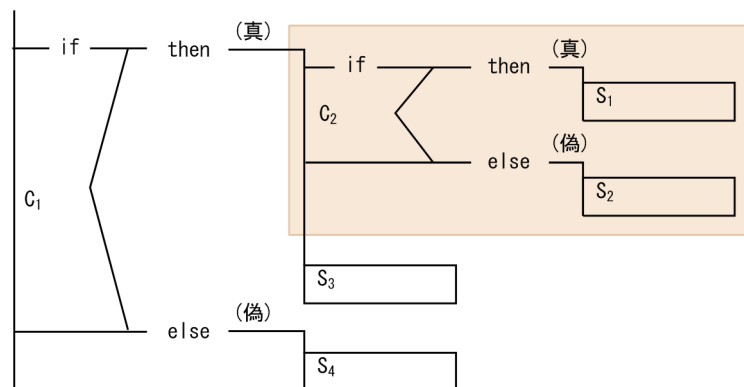 if then (真)
if then (真)
C₁
C₂
S₁
else (偽)
S₂
S₃
else (偽)
S₄